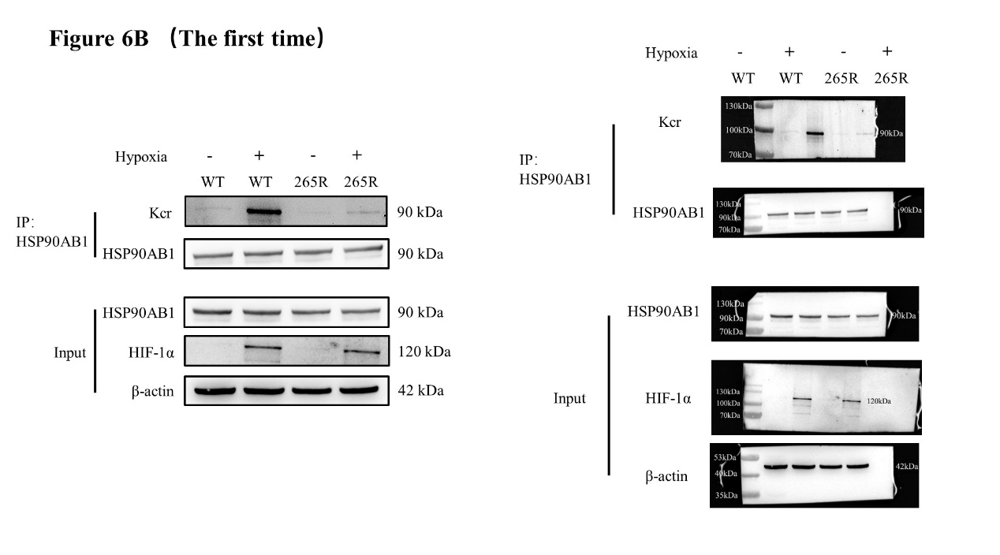 Figure 6B （The first time）
Hypoxia - + - +
WT WT 265R 265R
IP:
HSP90AB1
Kcr 90 kDa
HSP90AB1 90 kDa
Input
HSP90AB1 90 kDa
HIF-1α 120 kDa
β-actin 42 kDa
Hypoxia - + - +
WT WT 265R 265R
IP:
HSP90AB1
Kcr
130kDa
100kDa
70kDa
90kDa
HSP90AB1
130kDa
90kDa
70kDa
90kDa
Input
HSP90AB1
130kDa
90kDa
70kDa
90kDa
HIF-1α
130kDa
100kDa
70kDa
120kDa
β-actin
53kDa
40kDa
35kDa
42kDa